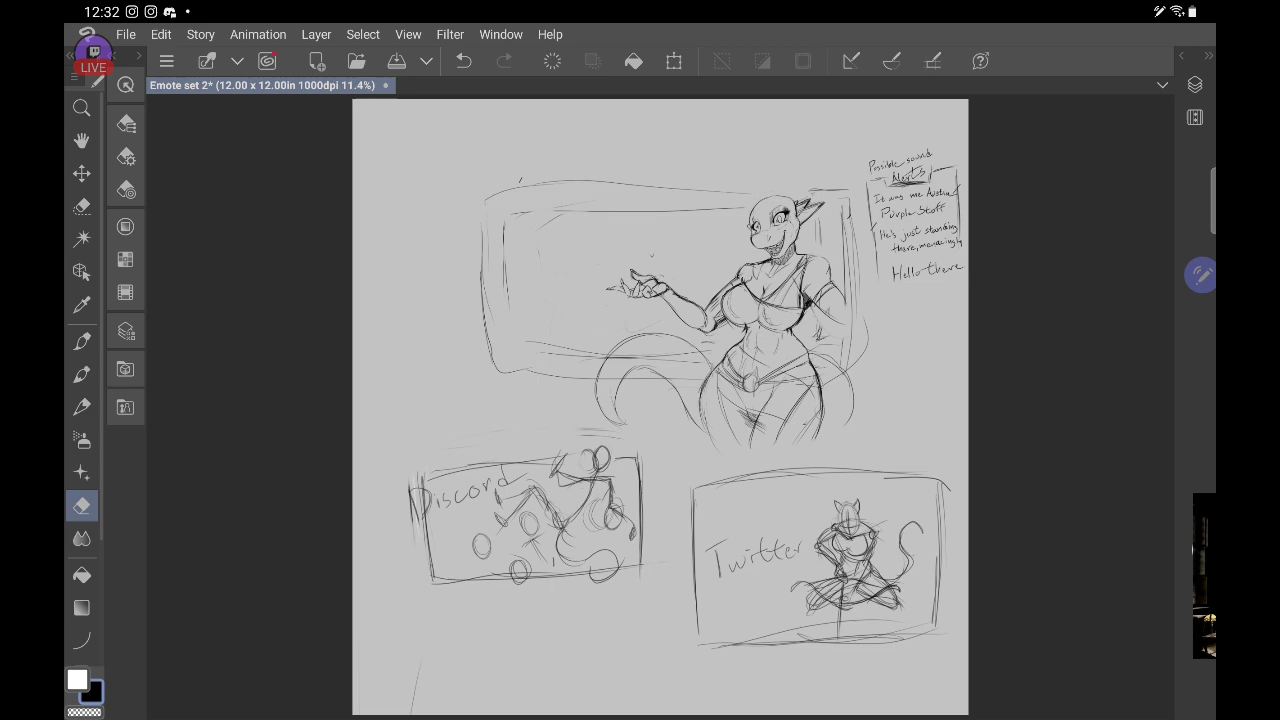 12:32
File Edit Story Animation Layer Select View Filter Window Help
LIVE
Emote set 2* (12.00 x 12.00in 1000dpi 11.4%)
Possible sound
Alerts
It was me Austin
Purple Stuff
He's just standing
there, menacingly
Hello there
Discord
Twitter